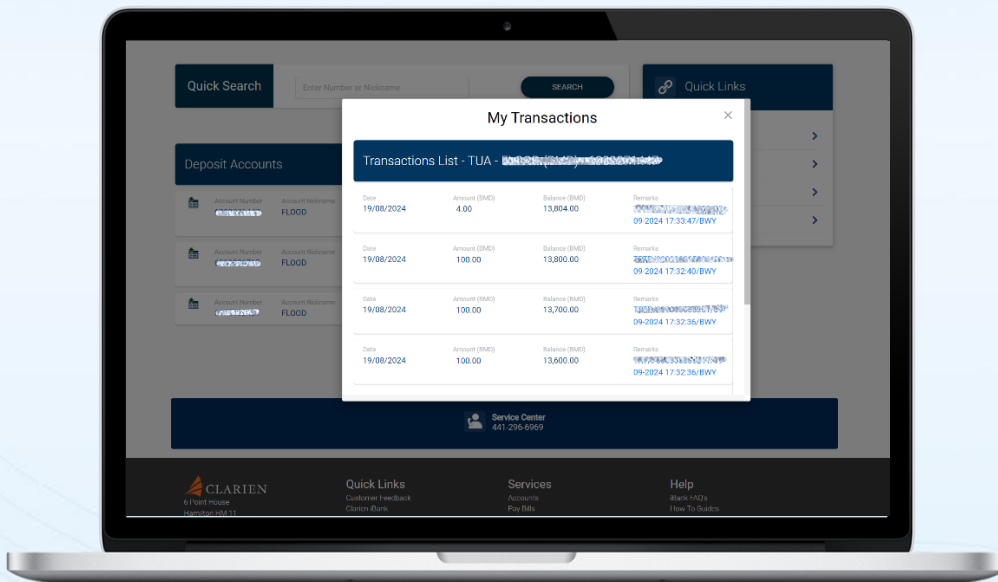 Quick Search
Enter Number or Nickname
SEARCH
Quick Links
My Transactions
Transactions List - TUA -
Deposit Accounts
Account Number Account Nickname
FLOOD
Account Number Account Nickname
FLOOD
Account Number Account Nickname
FLOOD
Date Amount (BMD) Balance (BMD) Remarks
19/08/2024 4.00 13,804.00
09-2024 17:33:47/BWY
Date Amount (BMD) Balance (BMD) Remarks
19/08/2024 100.00 13,800.00
09-2024 17:32:40/BWY
Date Amount (BMD) Balance (BMD) Remarks
19/08/2024 100.00 13,700.00
09-2024 17:32:36/BWY
Date Amount (BMD) Balance (BMD) Remarks
19/08/2024 100.00 13,600.00
09-2024 17:32:36/BWY
Service Center
441-296-6969
CLARIEN
6 Point House
Hamilton HM 11
Quick Links
Customer Feedback
Clarien iBank
Services
Accounts
Pay Bills
Help
iBank FAQ's
How To Guides